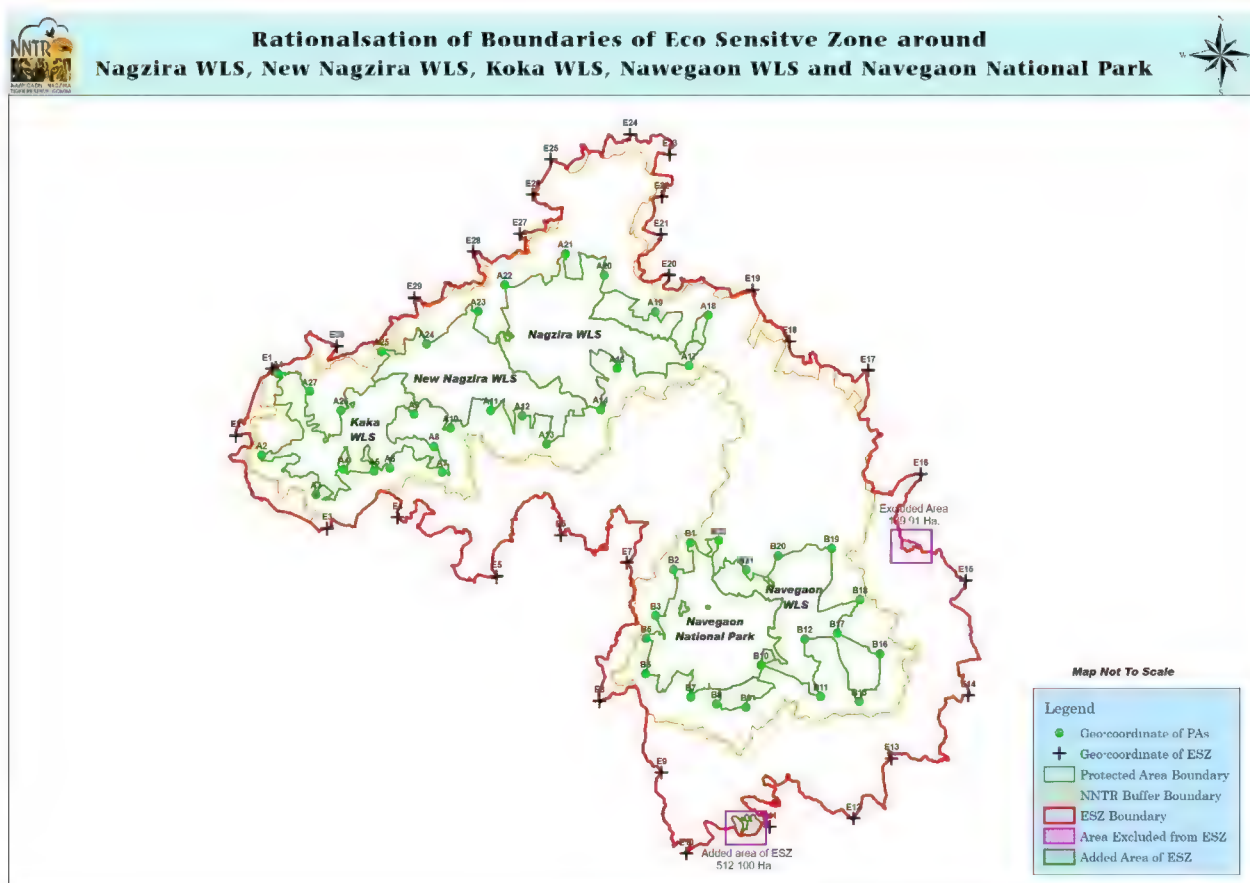 NNTR
Rationalsation of Boundaries of Eco Sensitve Zone around
Nagzira WLS, New Nagzira WLS, Koka WLS, Nawegaon WLS and Navegaon National Park
E24
E25
E23
E27
E21
E28
A21
A22
A20
E20
E19
E29
A23
A19
A18
Nagzira WLS
E18
A24
A25
E1
E17
A17
New Nagzira WLS
A27
A11
A12
A14
Kaka
WLS
A10
A13
A8
A2
E16
E3
Excluded Area
Ha.
E7
E5
E15
B1
B20
B19
B2
Navegaon
WLS
B18
B3
Navegaon
National Park
B12
B17
B16
B10
B7
B11
Map Not To Scale
E14
E13
E9
E12
Added area of ESZ
512 100 Ha
Legend
Geo-coordinate of PAs
Geo-coordinate of ESZ
Protected Area Boundary
NNTR Buffer Boundary
ESZ Boundary
Area Excluded from ESZ
Added Area of ESZ